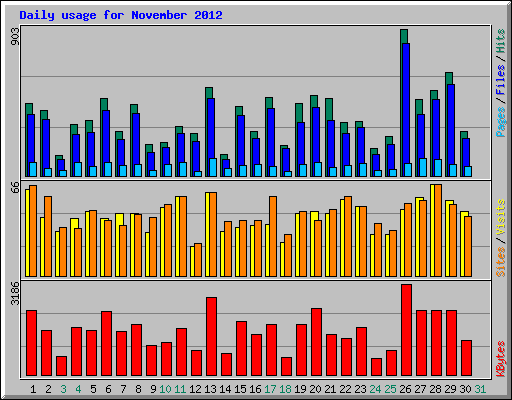 Daily usage for November 2012
903
Pages / Files / Hits
66
Sites / Visits
3186
KBytes
1 2 3 4 5 6 7 8 9 10 11 12 13 14 15 16 17 18 19 20 21 22 23 24 25 26 27 28 29 30 31